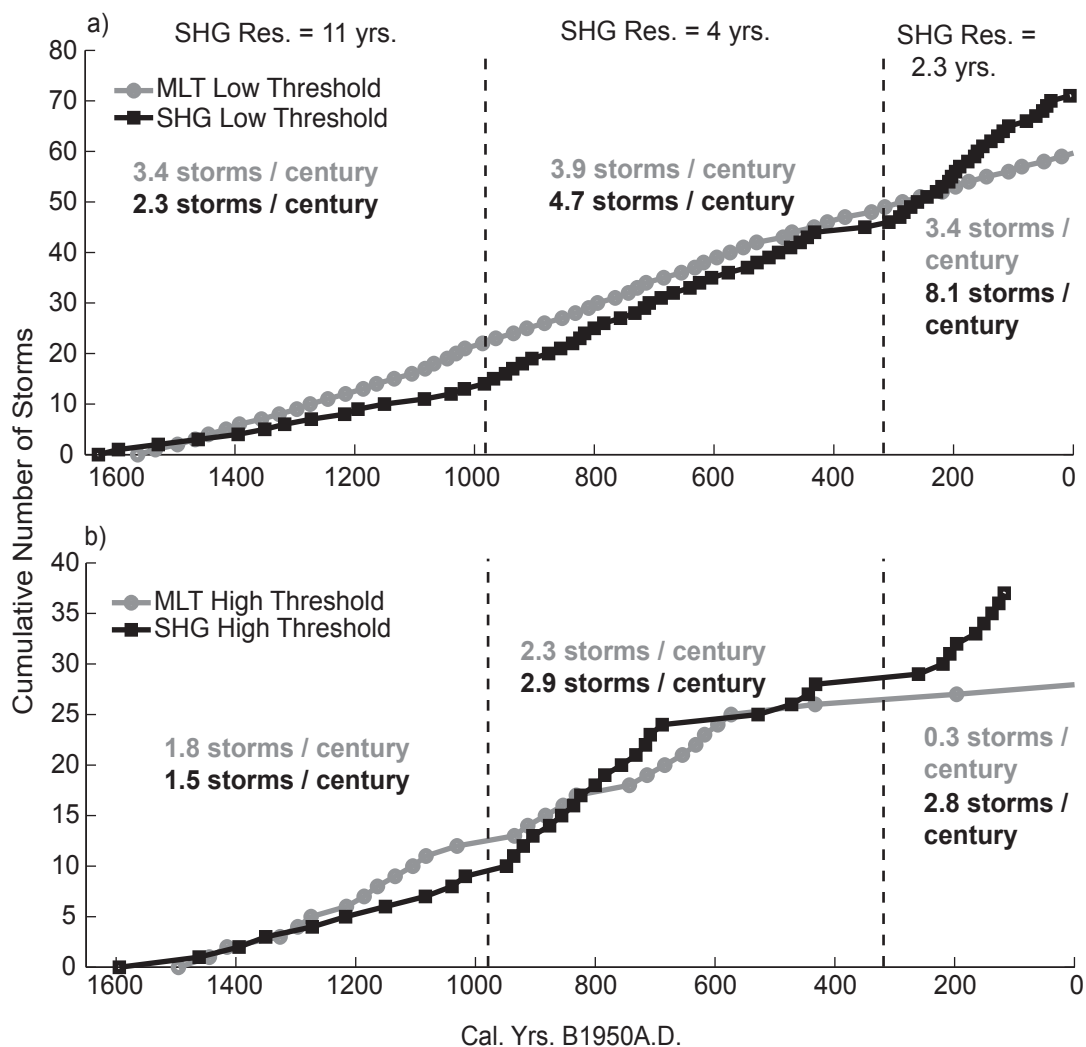 a)
SHG Res. = 11 yrs.
SHG Res. = 4 yrs.
SHG Res. =
2.3 yrs.
MLT Low Threshold
SHG Low Threshold
3.4 storms / century
2.3 storms / century
3.9 storms / century
4.7 storms / century
3.4 storms /
century
8.1 storms /
century
80
70
60
50
40
30
20
10
0
1600
1400
1200
1000
800
600
400
200
0
Cumulative Number of Storms
b)
MLT High Threshold
SHG High Threshold
1.8 storms / century
1.5 storms / century
2.3 storms / century
2.9 storms / century
0.3 storms /
century
2.8 storms /
century
40
35
30
25
20
15
10
5
0
1600
1400
1200
1000
800
600
400
200
0
Cal. Yrs. B1950A.D.